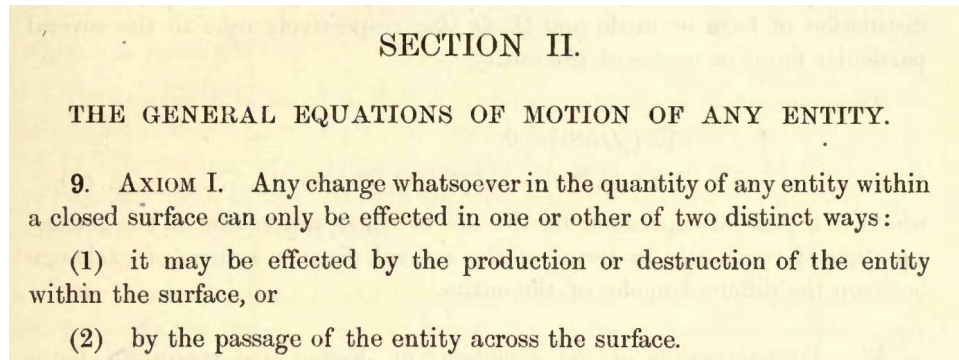 SECTION II.
THE GENERAL EQUATIONS OF MOTION OF ANY ENTITY.
9. AXIOM I. Any change whatsoever in the quantity of any entity within
a closed surface can only be effected in one or other of two distinct ways:
(1) it may be effected by the production or destruction of the entity
within the surface, or
(2) by the passage of the entity across the surface.